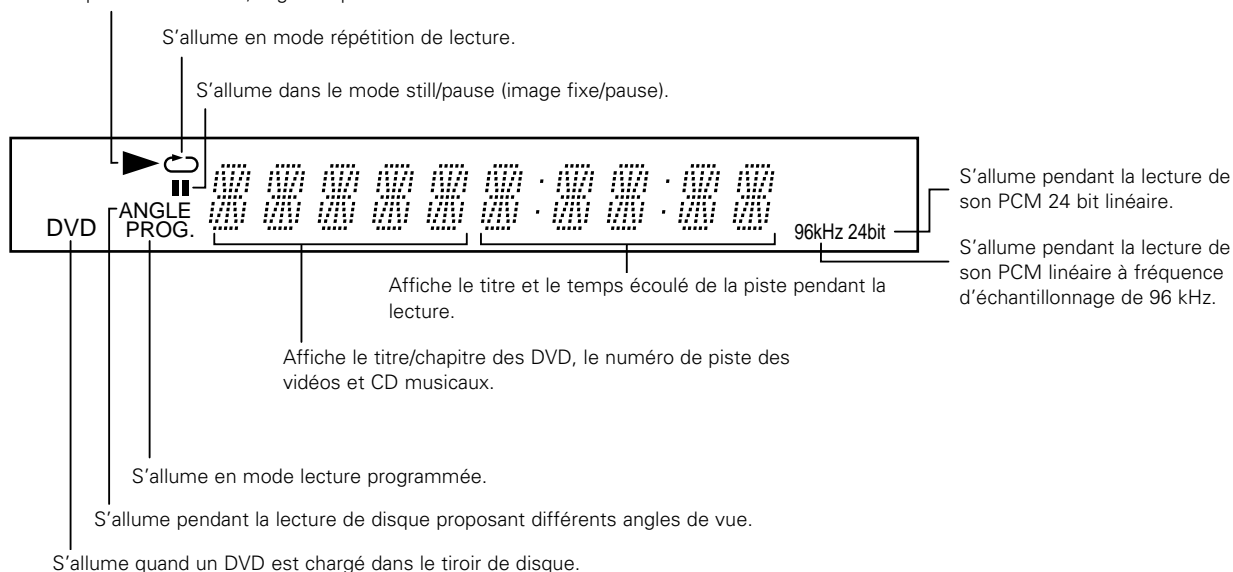 S'allume en mode répétition de lecture.
S'allume dans le mode still/pause (image fixe/pause).
ANGLE
DVD PROG.
96kHz 24bit
S'allume pendant la lecture de
son PCM 24 bit linéaire.
S'allume pendant la lecture de
son PCM linéaire à fréquence
d'échantillonnage de 96 kHz.
Affiche le titre et le temps écoulé de la piste pendant la
lecture.
Affiche le titre/chapitre des DVD, le numéro de piste des
vidéos et CD musicaux.
S'allume en mode lecture programmée.
S'allume pendant la lecture de disque proposant différents angles de vue.
S'allume quand un DVD est chargé dans le tiroir de disque.